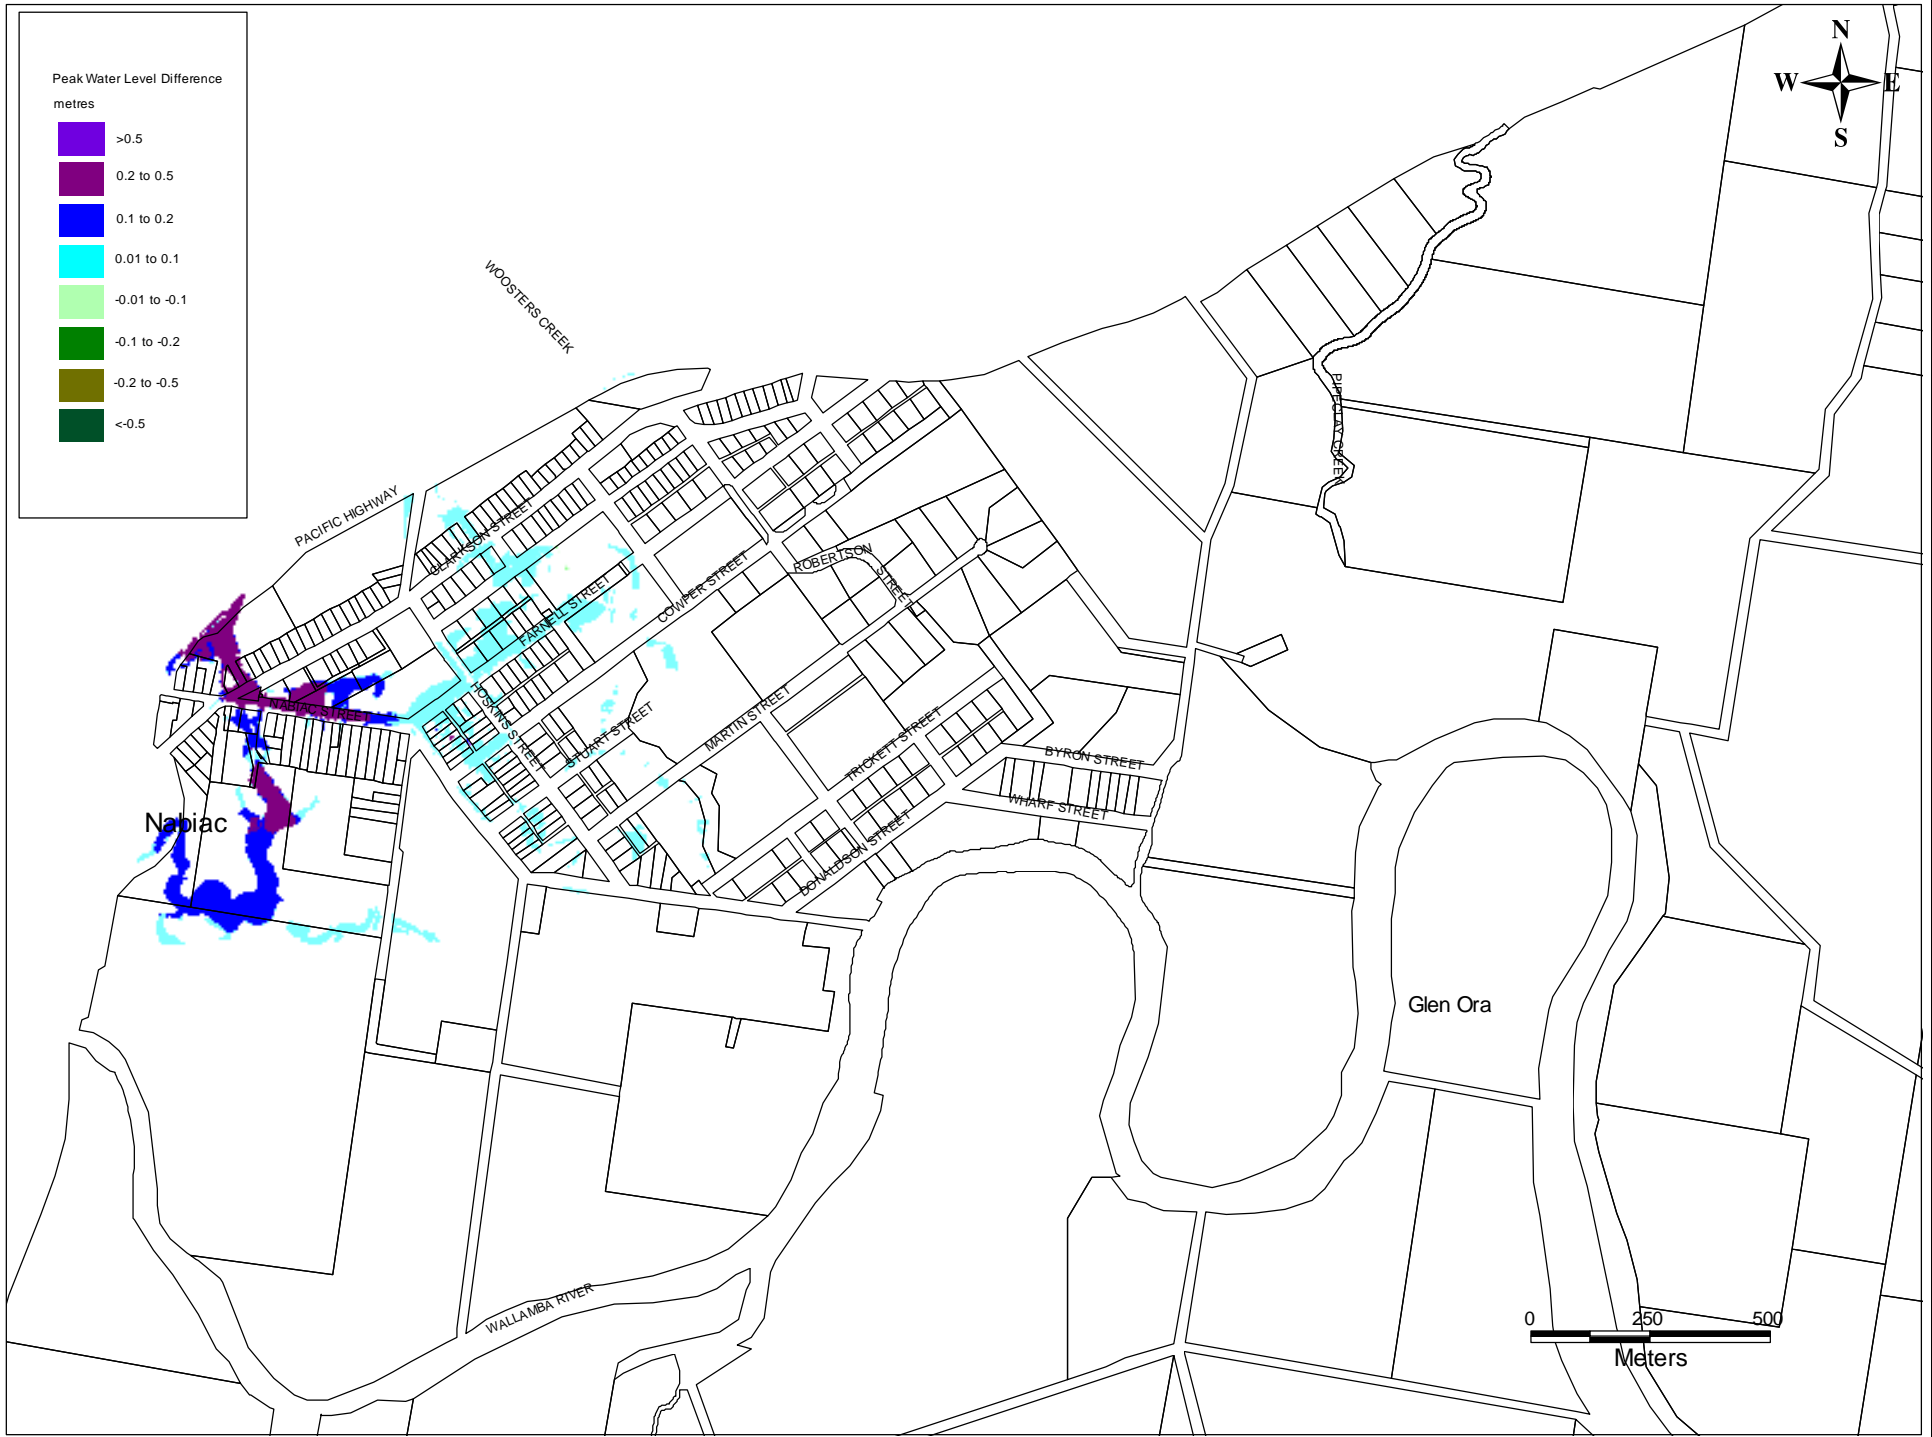 Peak Water Level Difference
metres
>0.5
0.2 to 0.5
0.1 to 0.2
0.01 to 0.1
-0.01 to -0.1
-0.1 to -0.2
-0.2 to -0.5
<-0.5
N
W E
S
WOOSTERS CREEK
PIPECLAY CREEK
PACIFIC HIGHWAY
CLARKSON STREET
FARNELL STREET
COWPER STREET
ROBERTSON
STREET
NABIAC STREET
HOSKINS STREET
STUART STREET
MARTIN STREET
TRICKETT STREET
BYRON STREET
WHARF STREET
DONALDSON STREET
Nabiac
Glen Ora
WALLAMBA RIVER
0 250 500
Meters